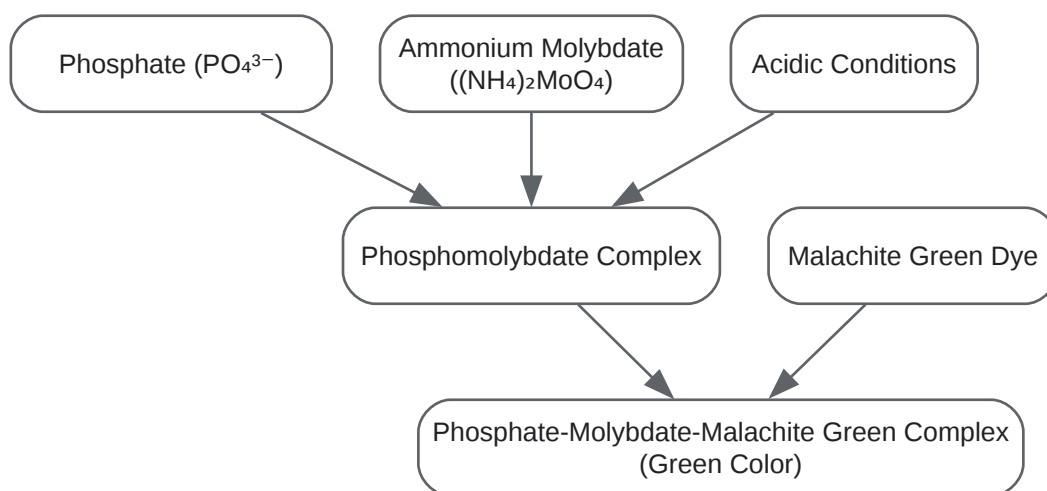 Phosphate (PO₄³⁻)
Ammonium Molybdate
((NH₄)₂MoO₄)
Acidic Conditions
Phosphomolybdate Complex
Malachite Green Dye
Phosphate-Molybdate-Malachite Green Complex
(Green Color)